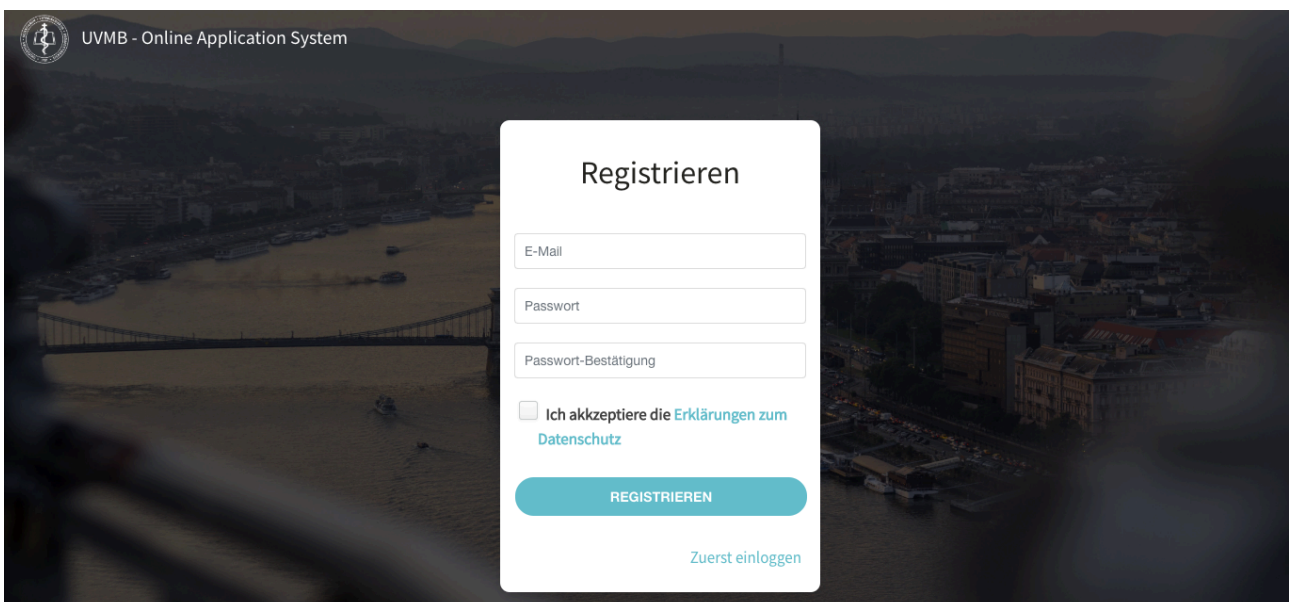 UVMB - Online Application System
Registrieren
E-Mail
Passwort
Passwort-Bestätigung
Ich akkzeptiere die Erklärungen zum
Datenschutz
REGISTRIEREN
Zuerst einloggen